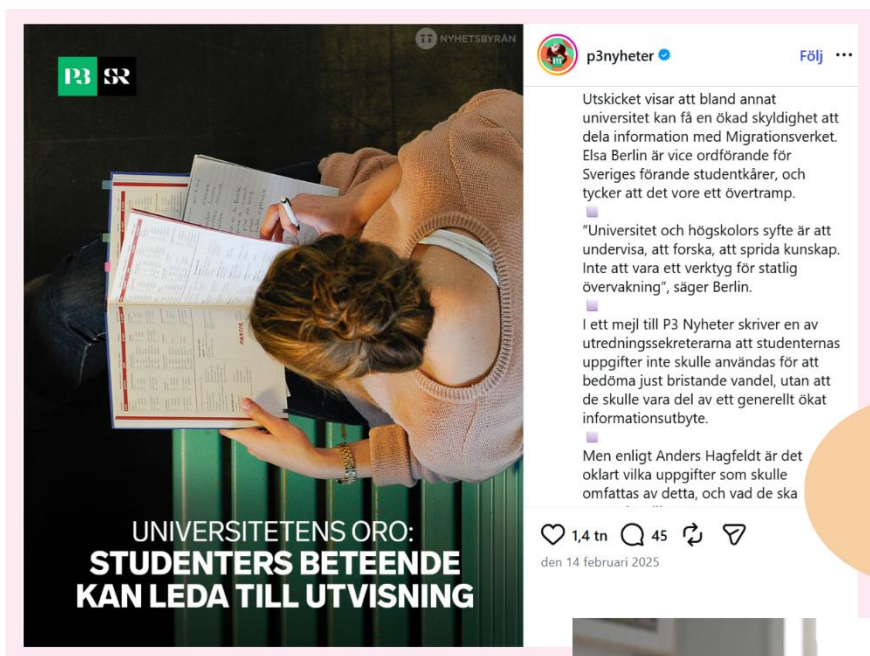 TT NYHETSBYRÅN
P3 SR
UNIVERSITETENS ORO:
STUDENTERS BETEENDE
KAN LEDA TILL UTVISNING
p3nyheter
Följ
Utskicket visar att bland annat
universitet kan få en ökad skyldighet att
dela information med Migrationsverket.
Elsa Berlin är vice ordförande för
Sveriges förande studentkårer, och
tycker att det vore ett övertramp.
"Universitet och högskolors syfte är att
undervisa, att forska, att sprida kunskap.
Inte att vara ett verktyg för statlig
övervakning”, säger Berlin.
I ett mejl till P3 Nyheter skriver en av
utredningssekreterarna att studenternas
uppgifter inte skulle användas för att
bedöma just bristande vandel, utan att
de skulle vara del av ett generellt ökat
informationsutbyte.
Men enligt Anders Hagfeldt är det
oklart vilka uppgifter som skulle
omfattas av detta, och vad de ska
1,4 tn 45
den 14 februari 2025